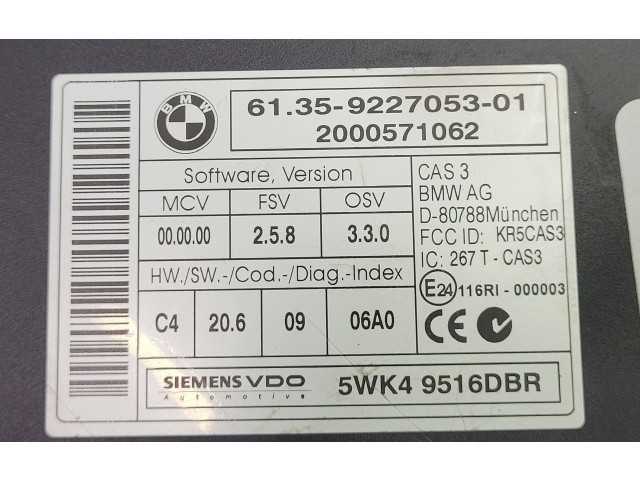 BMW
61.35-9227053-01
2000571062
Software, Version
MCV FSV OSV
00.00.00 2.5.8 3.3.0
HW./SW.-/Cod.-/Diag.-Index
C4 20.6 09 06A0
CAS 3
BMW AG
D-80788München
FCC ID: KR5CAS3
IC: 267 T - CAS3
E24 116RI - 000003
CE
SIEMENS VDO
Automotive
5WK4 9516DBR